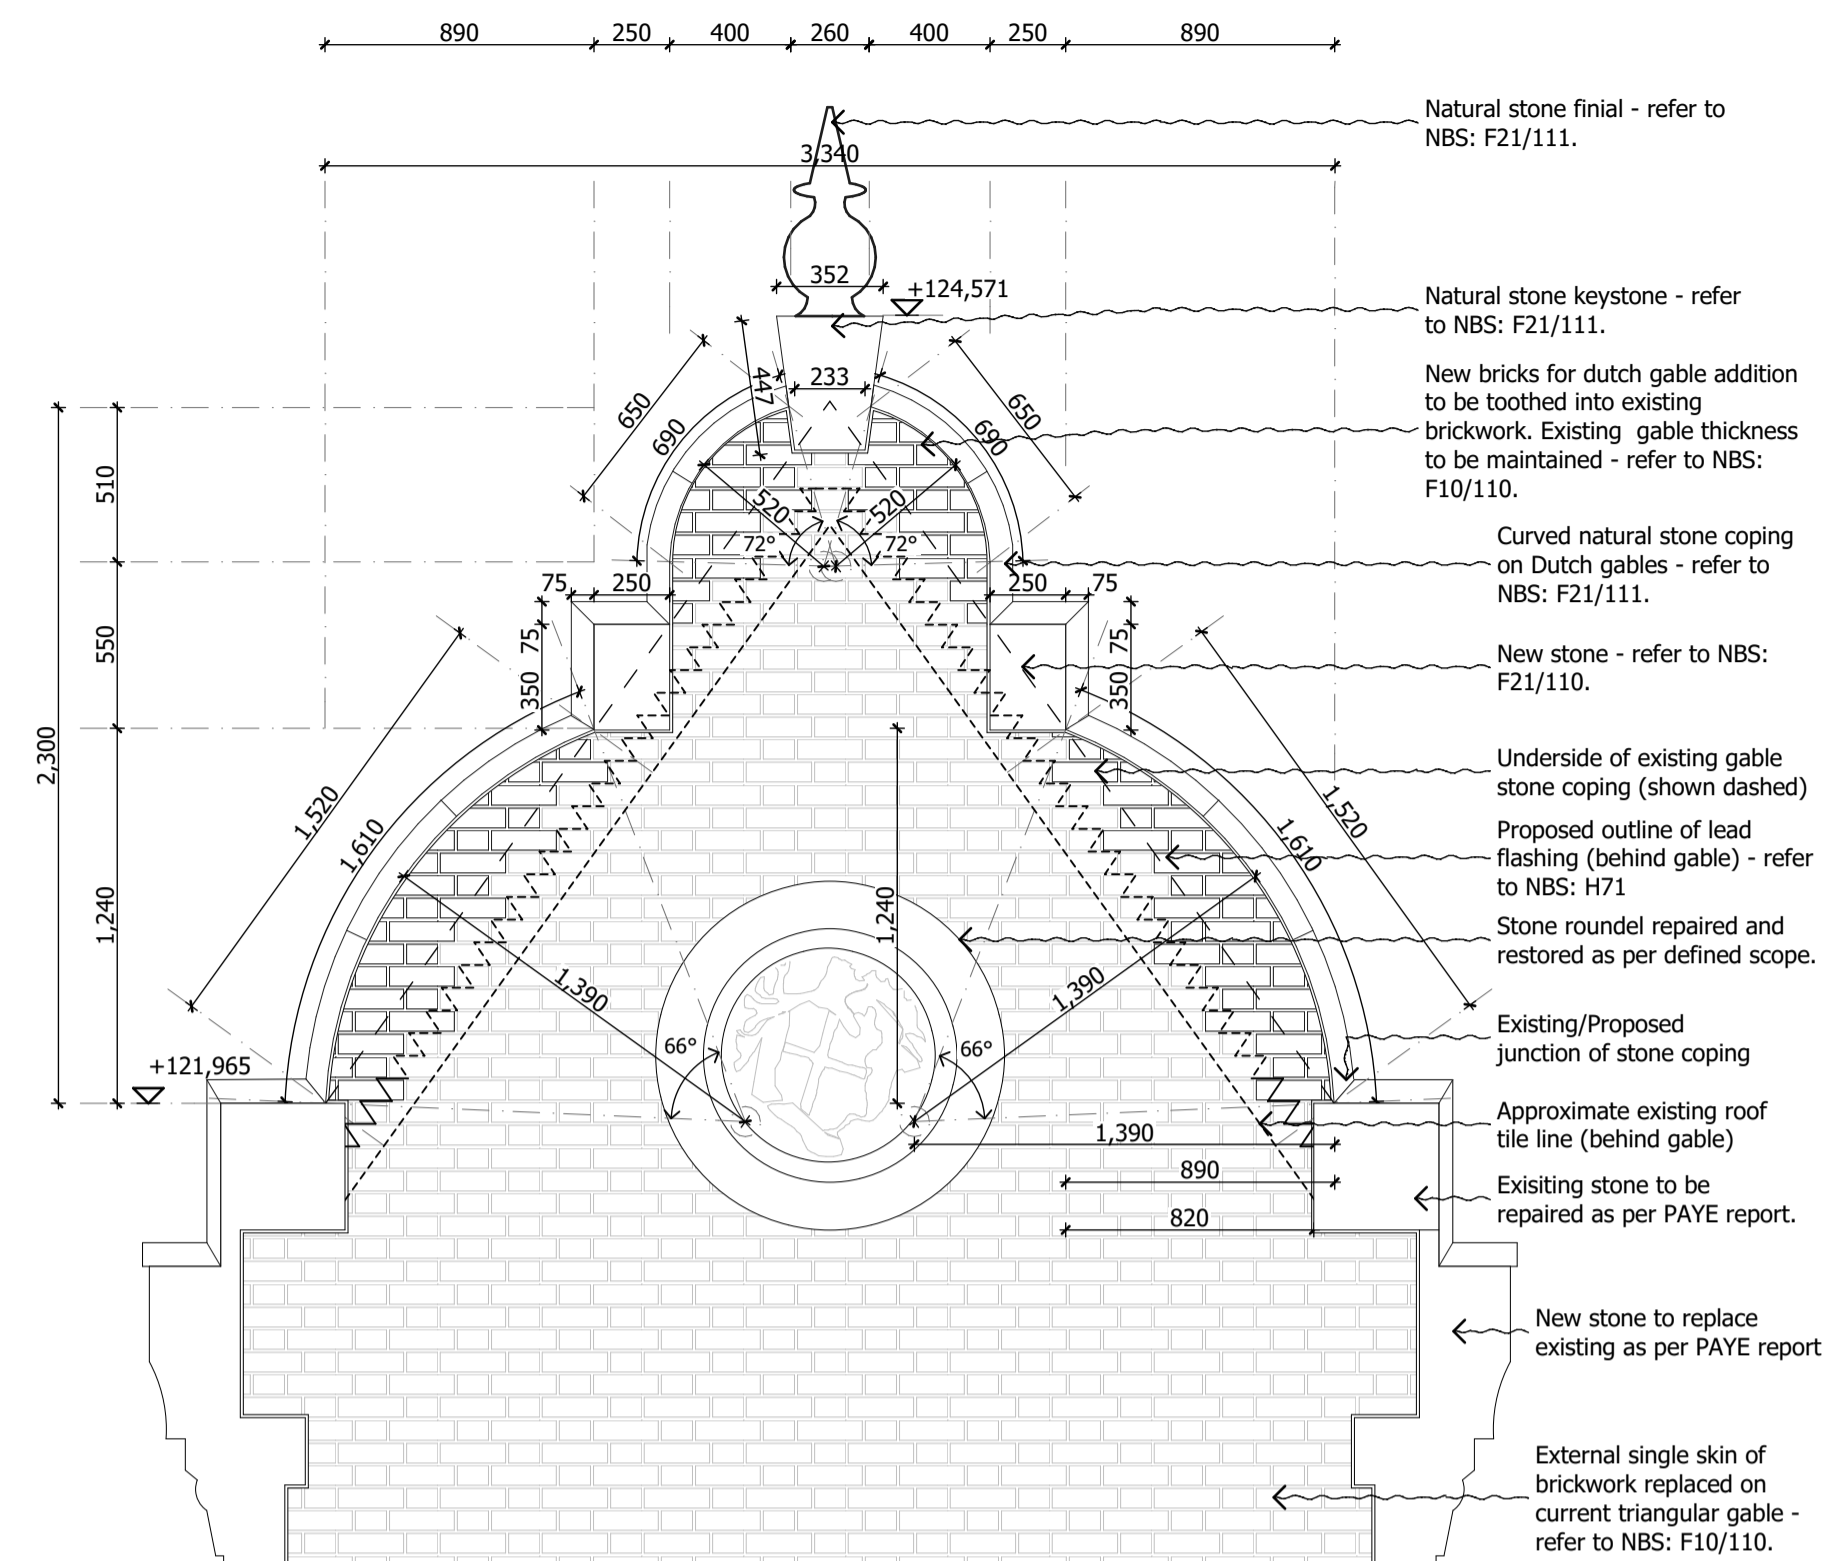 890 250 400 260 400 250 890
Natural stone finial - refer to
NBS: F21/111.
3,340
352
+124,571
Natural stone keystone - refer
to NBS: F21/111.
447
233
650
690
690
650
New bricks for dutch gable addition
to be toothed into existing
brickwork. Existing gable thickness
to be maintained - refer to NBS:
F10/110.
510
520
520
72°
72°
Curved natural stone coping
on Dutch gables - refer to
NBS: F21/111.
75 250
250 75
550
75
350
75
350
New stone - refer to NBS:
F21/110.
2,300
1,520
1,610
1,610
1,520
Underside of existing gable
stone coping (shown dashed)
Proposed outline of lead
flashing (behind gable) - refer
to NBS: H71
1,240
1,240
Stone roundel repaired and
restored as per defined scope.
1,390
1,390
66°
66°
+121,965
Existing/Proposed
junction of stone coping
1,390
Approximate existing roof
tile line (behind gable)
890
820
Exisiting stone to be
repaired as per PAYE report.
New stone to replace
existing as per PAYE report
External single skin of
brickwork replaced on
current triangular gable -
refer to NBS: F10/110.